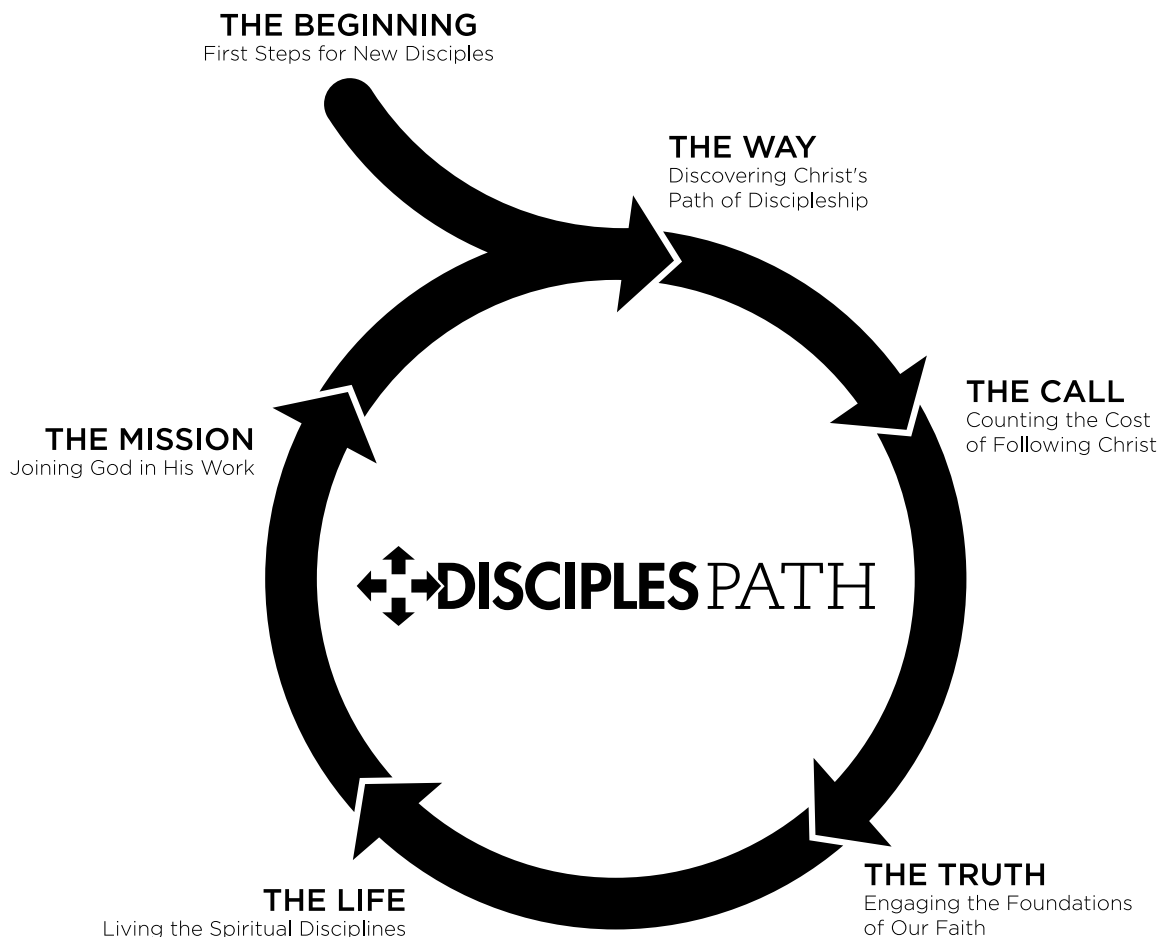 THE BEGINNING
First Steps for New Disciples
THE WAY
Discovering Christ's
Path of Discipleship
THE CALL
Counting the Cost
of Following Christ
THE MISSION
Joining God in His Work
DISCIPLES PATH
THE TRUTH
Engaging the Foundations
of Our Faith
THE LIFE
Living the Spiritual Disciplines